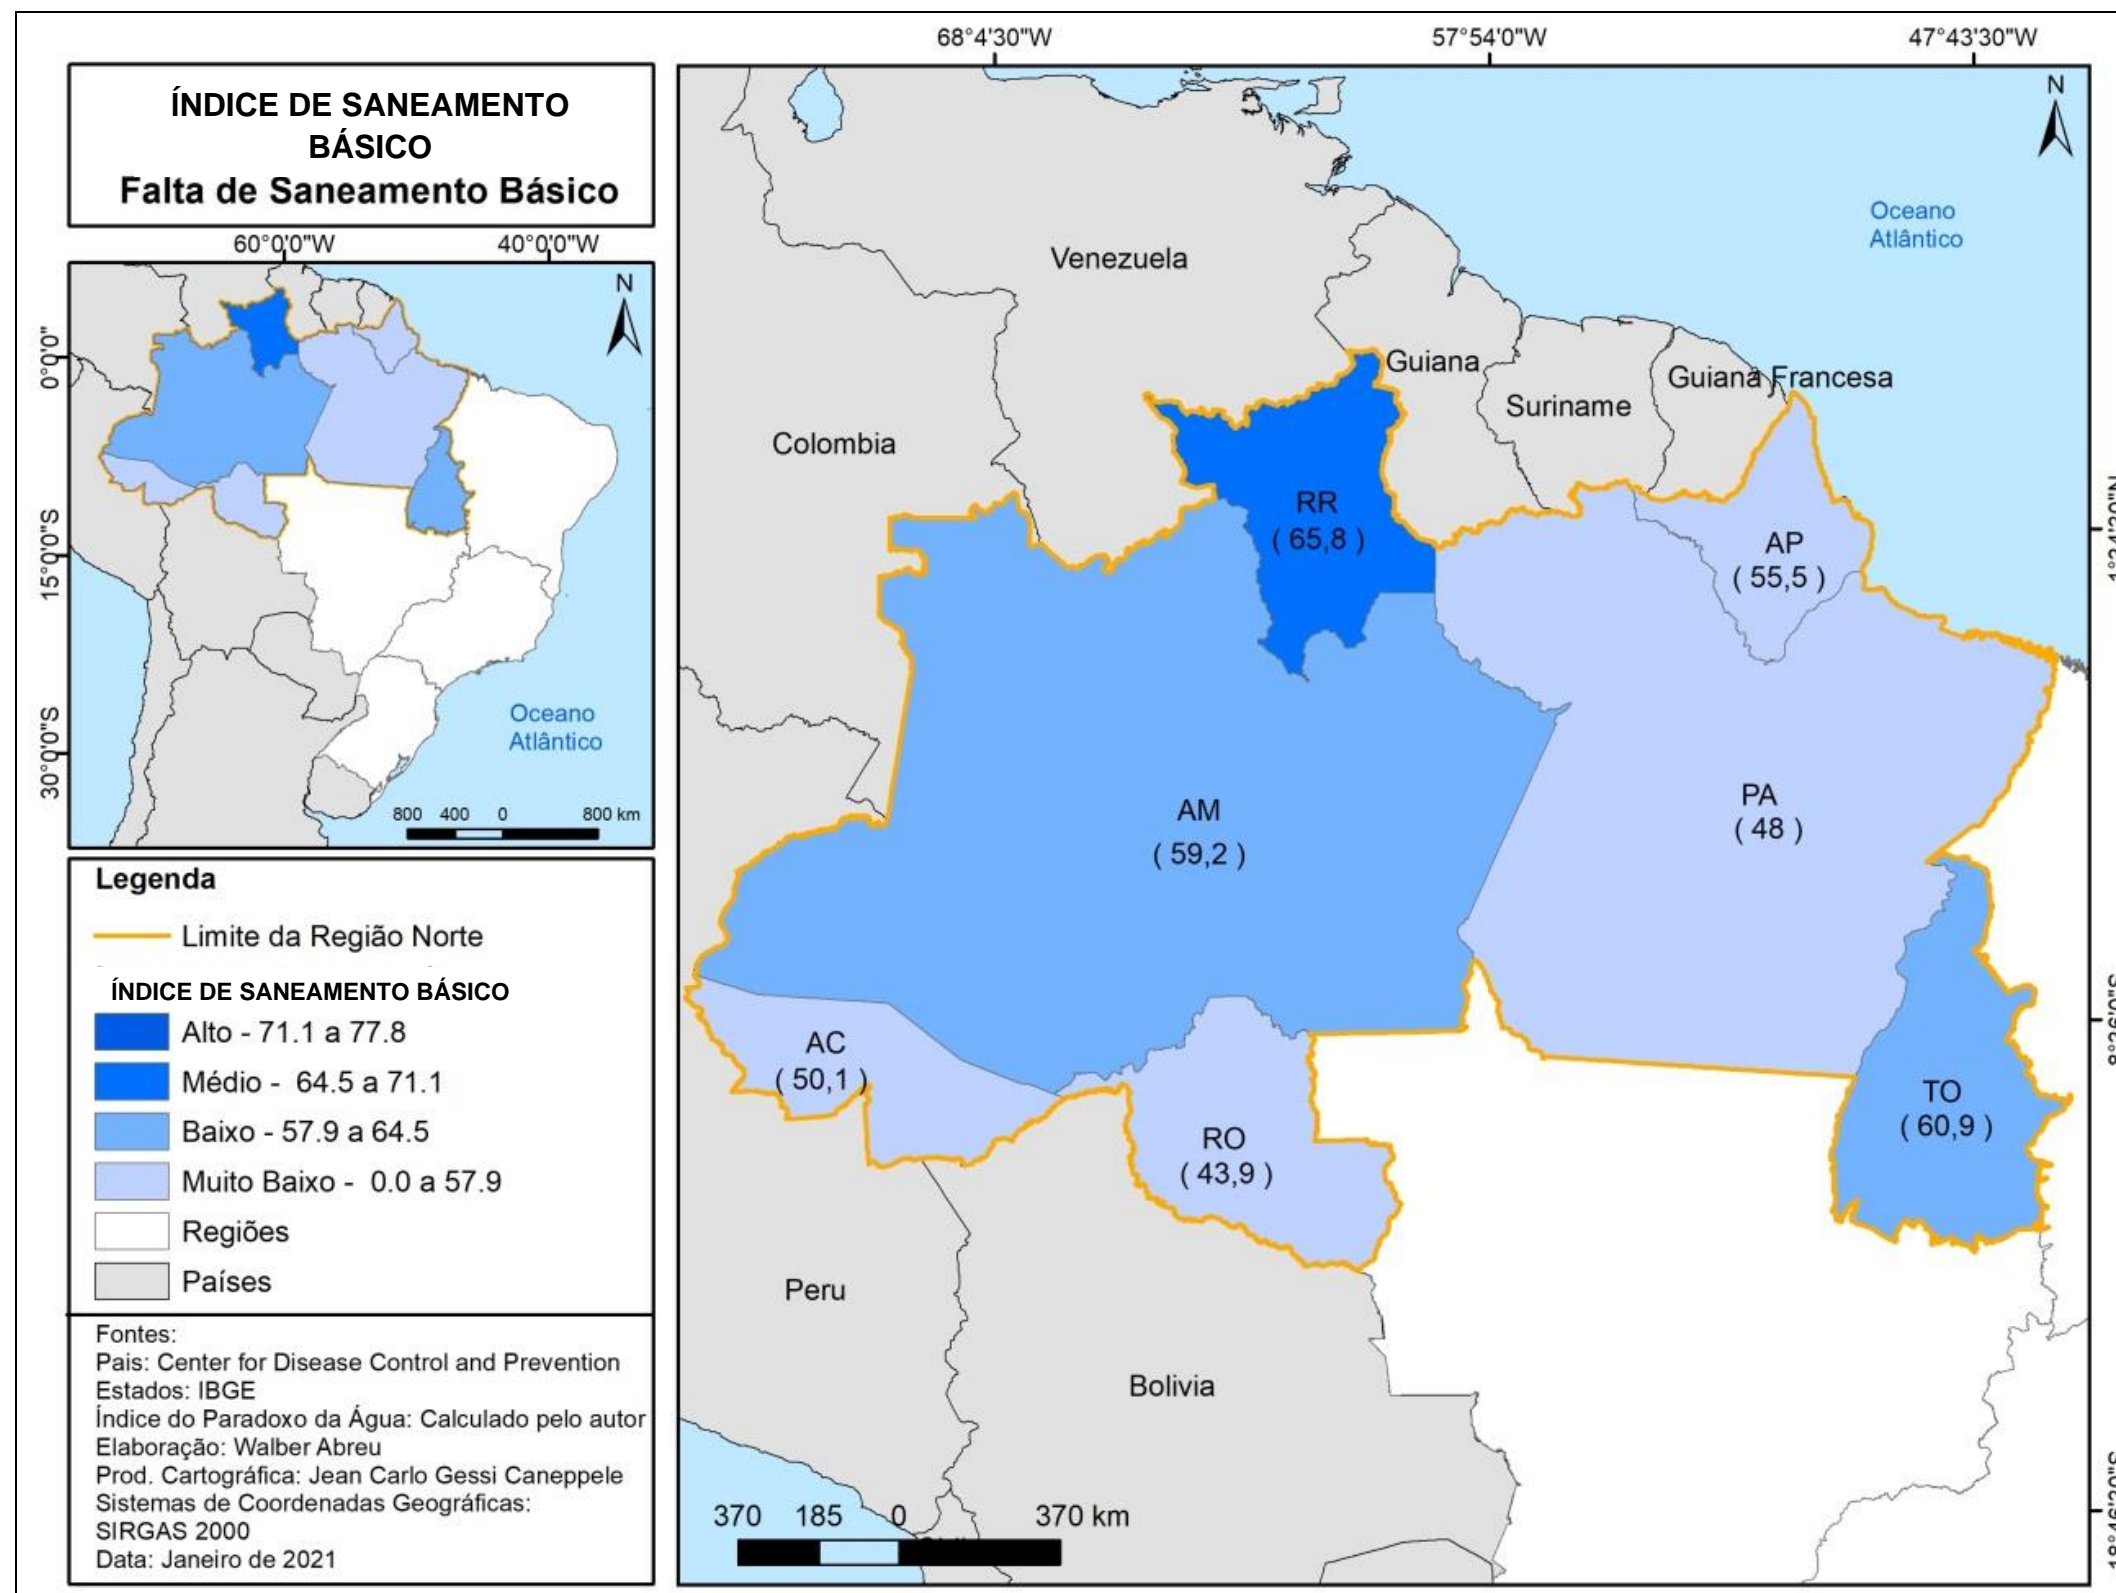 ÍNDICE DE SANEAMENTO
BÁSICO
Falta de Saneamento Básico
60°0'0"W
40°0'0"W
N
0°0'0"
15°0'0"S
30°0'0"S
Oceano
Atlântico
800 400 0 800 km
Legenda
Limite da Região Norte
ÍNDICE DE SANEAMENTO BÁSICO
Alto - 71.1 a 77.8
Médio - 64.5 a 71.1
Baixo - 57.9 a 64.5
Muito Baixo - 0.0 a 57.9
Regiões
Países
Fontes:
Pais: Center for Disease Control and Prevention
Estados: IBGE
Índice do Paradoxo da Água: Calculado pelo autor
Elaboração: Walber Abreu
Prod. Cartográfica: Jean Carlo Gessi Caneppele
Sistemas de Coordenadas Geográficas:
SIRGAS 2000
Data: Janeiro de 2021
68°4'30"W
57°54'0"W
47°43'30"W
N
Oceano
Atlântico
Venezuela
Guiana
Suriname
Guiana Francesa
Colombia
RR
( 65,8 )
AP
( 55,5 )
AM
( 59,2 )
PA
( 48 )
AC
( 50,1 )
RO
( 43,9 )
TO
( 60,9 )
Peru
Bolivia
370 185 0 370 km